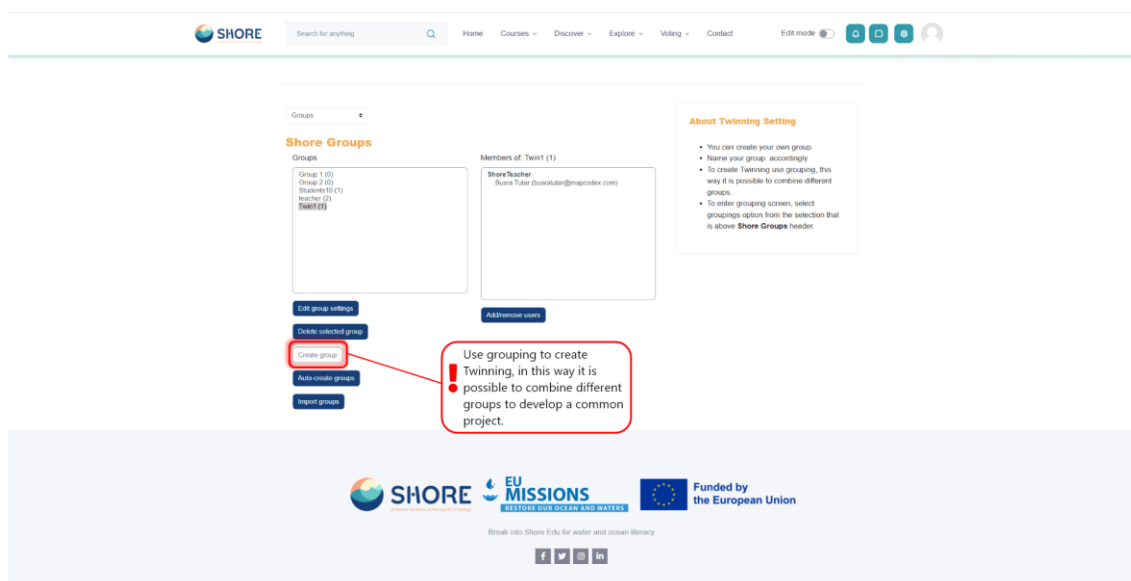 SHORE
Search for anything
Home Courses Discover Explore Voting Contact
Edit mode
Groups
Shore Groups
Groups
Group 1 (0)
Group 2 (0)
Students10 (1)
teacher (2)
Twin1 (1)
Edit group settings
Delete selected group
Create group
Auto-create groups
Import groups
Members of: Twin1 (1)
ShoreTeacher
Busra Tutar (busratutar@mapcodex.com)
Add/remove users
About Twinning Setting
• You can create your own group.
• Name your group accordingly.
• To create Twinning use grouping, this
way it is possible to combine different
groups.
• To enter grouping screen, select
groupings option from the selection that
is above Shore Groups header.
! Use grouping to create
Twinning, in this way it is
possible to combine different
groups to develop a common
project.
SHORE
Empower students as the agents of change
EU
MISSIONS
RESTORE OUR OCEAN AND WATERS
Funded by
the European Union
Break into Shore Edu for water and ocean literacy